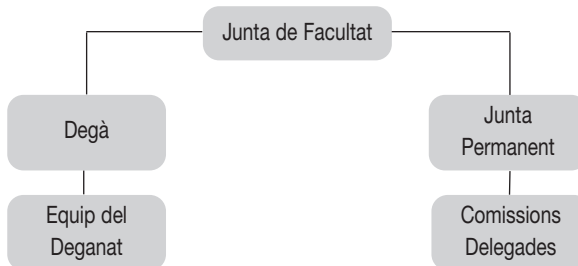 Junta de Facultat
Degà
Junta
Permanent
Equip del
Deganat
Comissions
Delegades